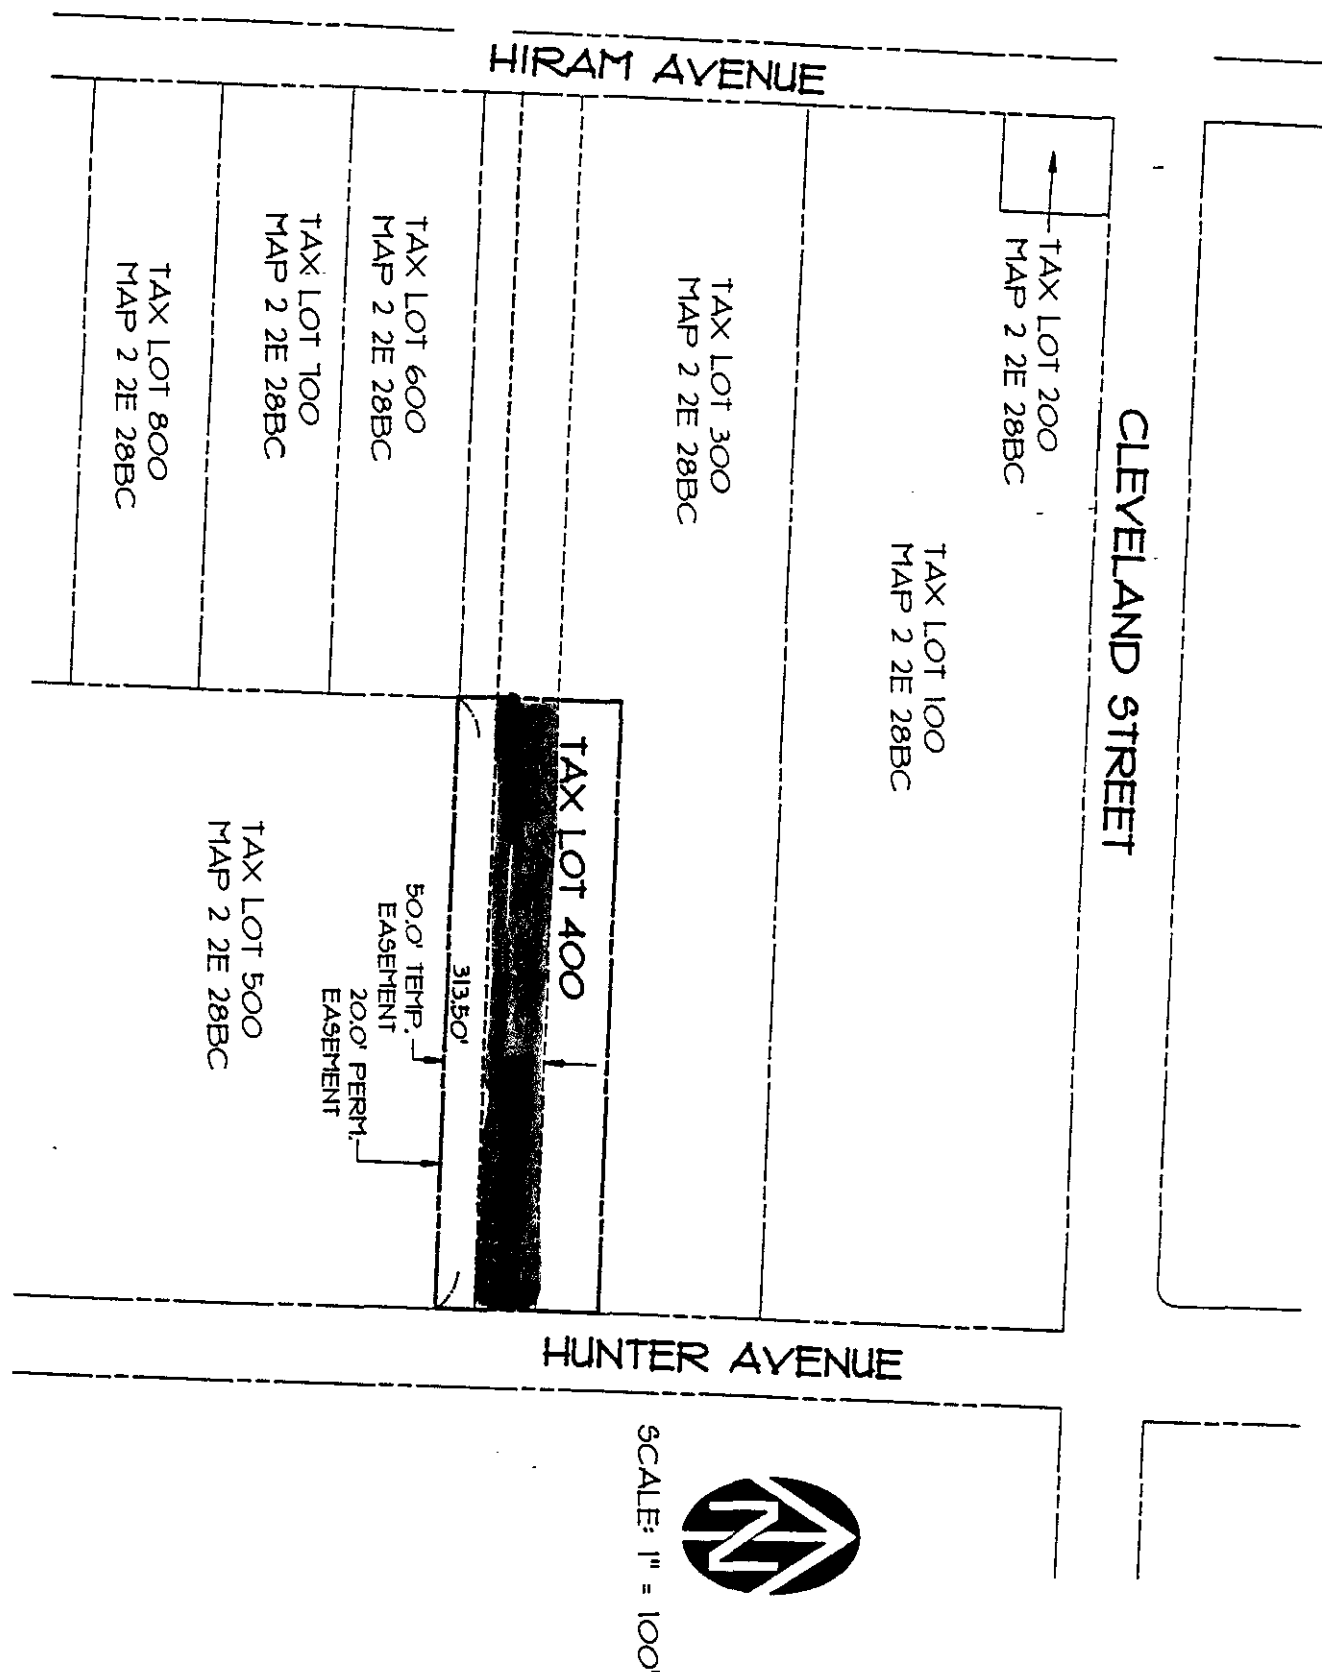 HIRAM AVENUE
TAX LOT 200
MAP 2 2E 28BC
CLEVELAND STREET
TAX LOT 100
MAP 2 2E 28BC
TAX LOT 300
MAP 2 2E 28BC
TAX LOT 600
MAP 2 2E 28BC
TAX LOT 700
MAP 2 2E 28BC
TAX LOT 800
MAP 2 2E 28BC
TAX LOT 400
313.50'
50.0' TEMP.
EASEMENT
20.0' PERM.
EASEMENT
TAX LOT 500
MAP 2 2E 28BC
HUNTER AVENUE
N
SCALE: 1" = 100'